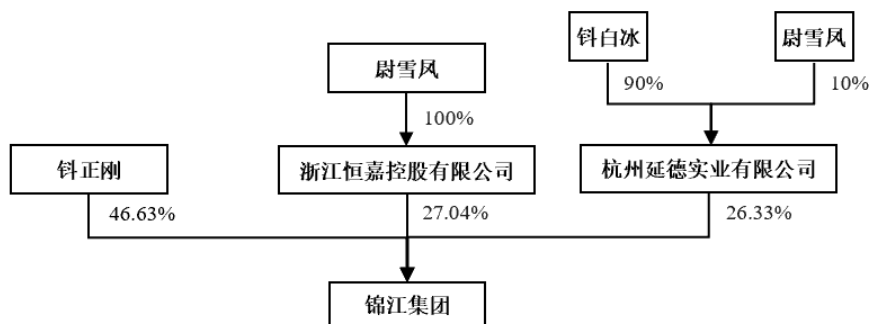 钭白冰
尉雪凤
尉雪凤
90%
10%
100%
钭正刚
浙江恒嘉控股有限公司
杭州延德实业有限公司
46.63%
27.04%
26.33%
锦江集团